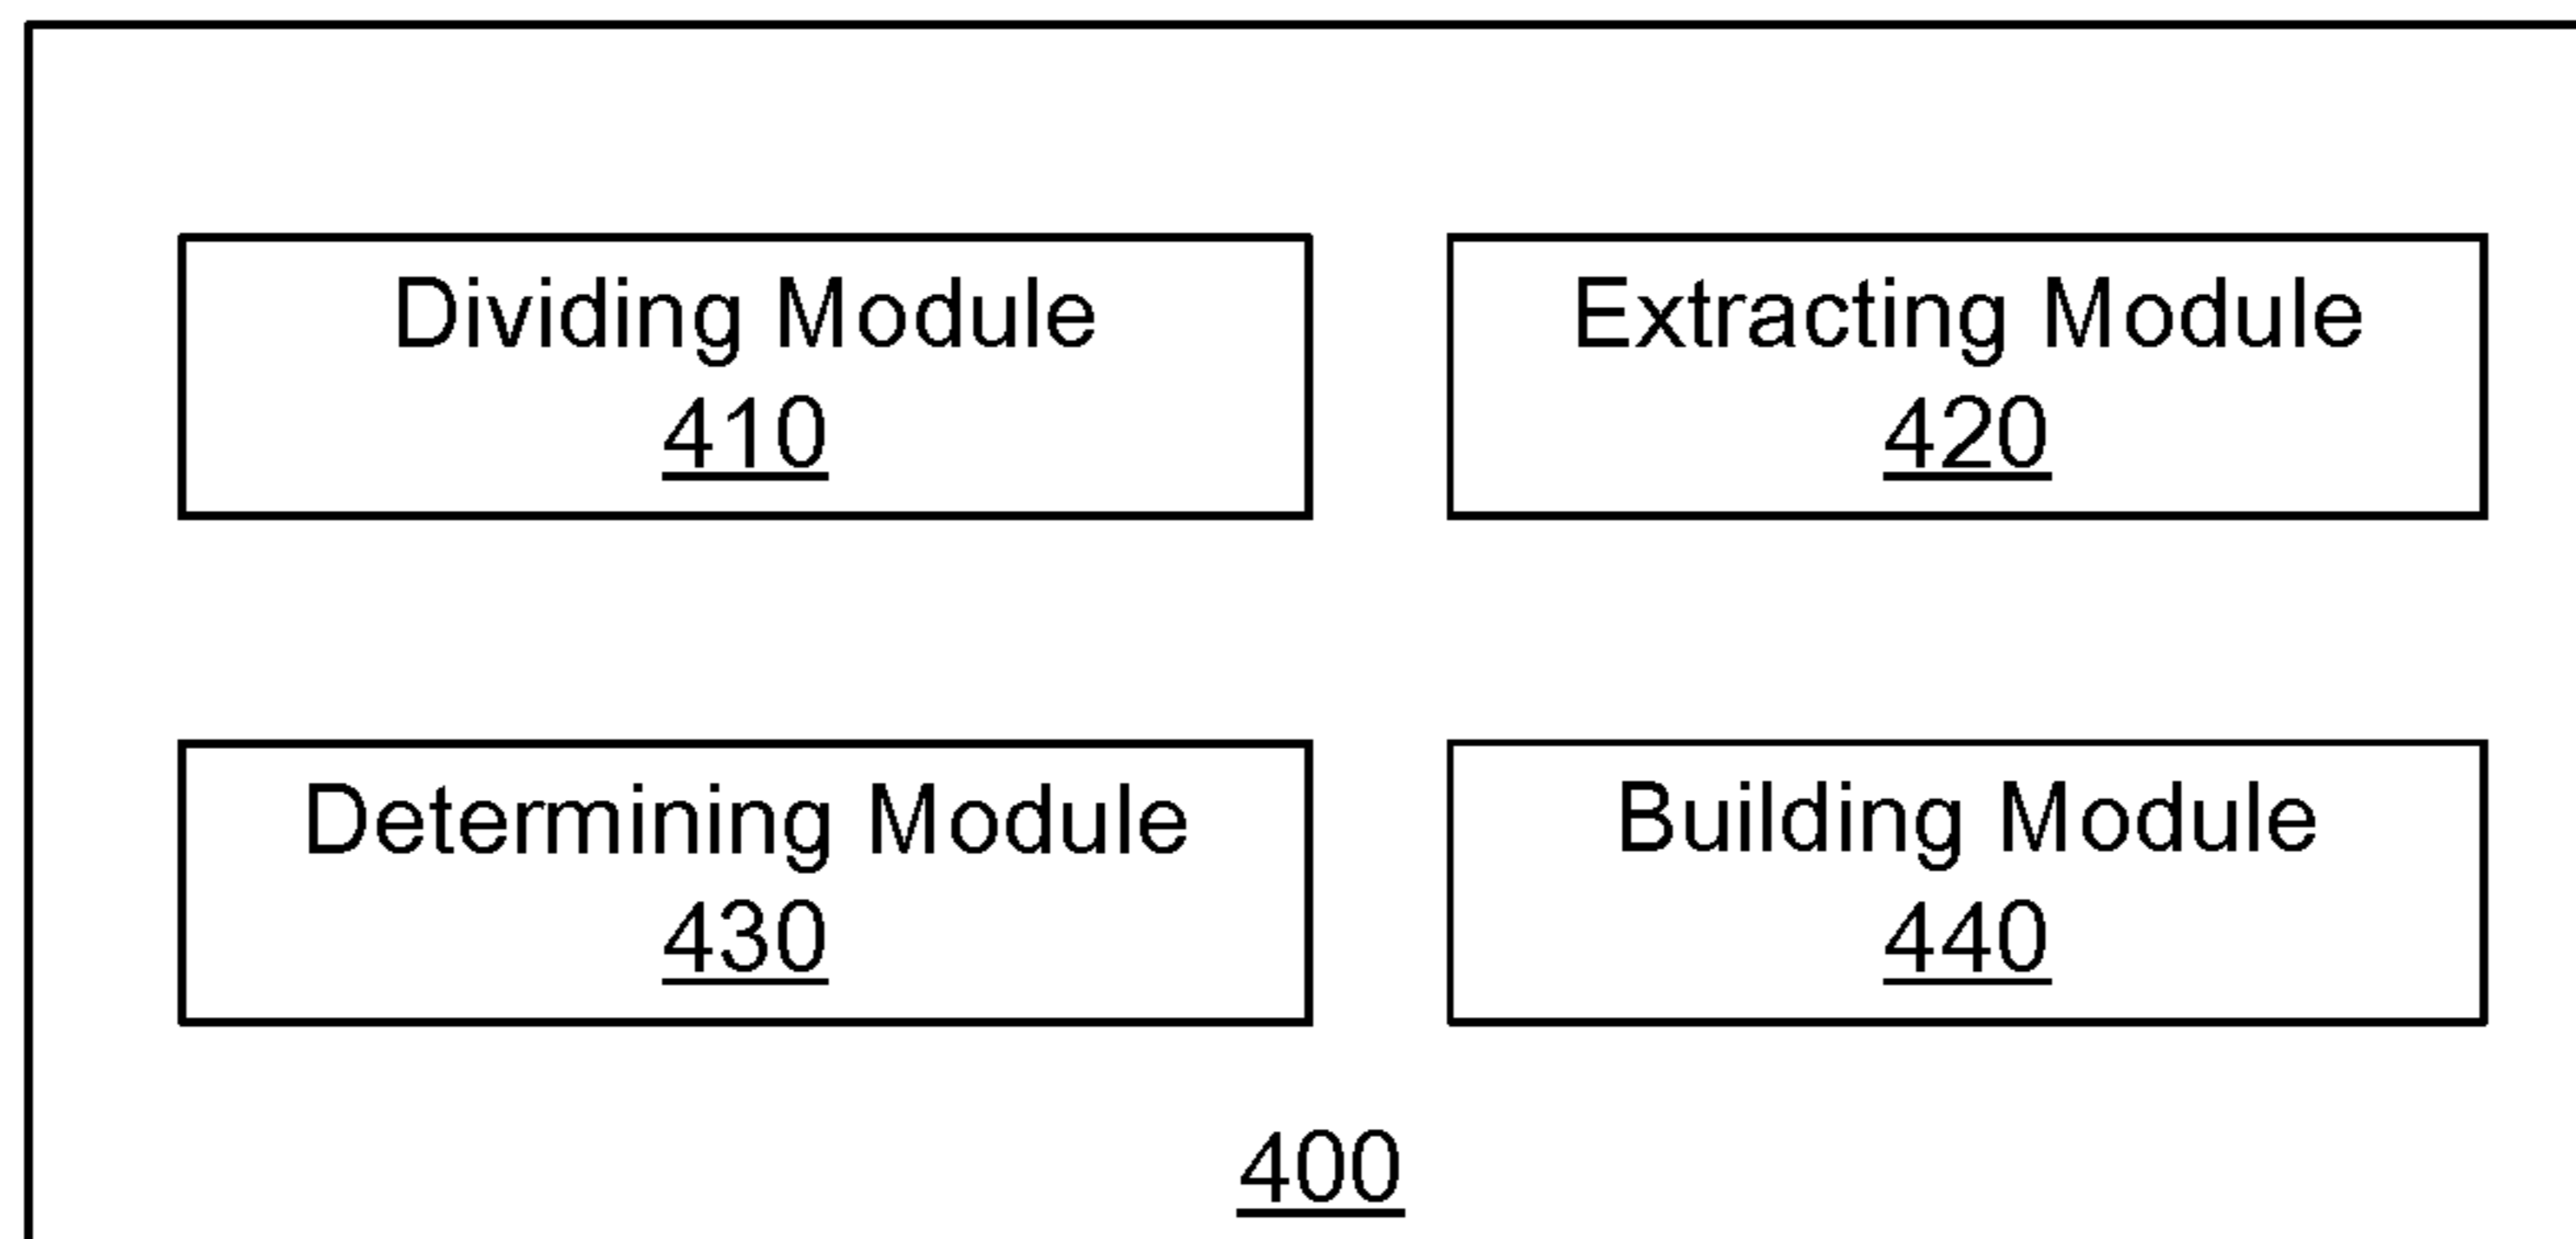 Dividing Module
410
Extracting Module
420
Determining Module
430
Building Module
440
400